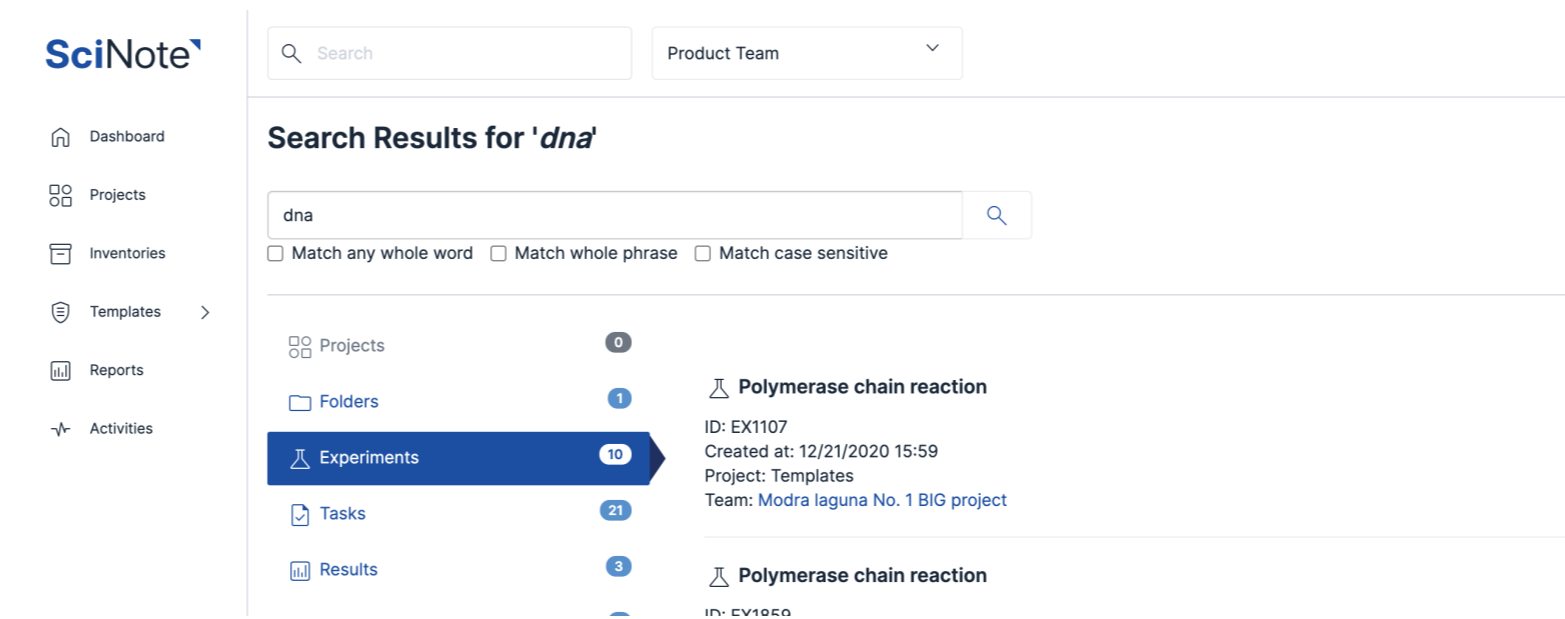 SciNote
Search
Product Team
Dashboard
Projects
Inventories
Templates
Reports
Activities
Search Results for 'dna'
dna
Match any whole word Match whole phrase Match case sensitive
Projects 0
Folders 1
Experiments 10
Tasks 21
Results 3
Polymerase chain reaction
ID: EX1107
Created at: 12/21/2020 15:59
Project: Templates
Team: Modra laguna No. 1 BIG project
Polymerase chain reaction
ID: EX1859